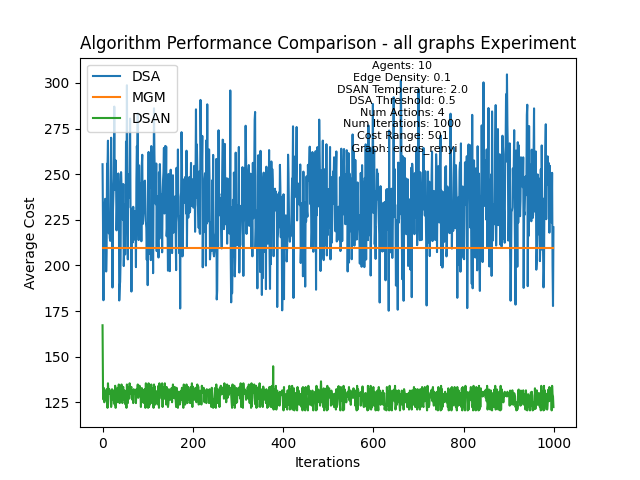 Algorithm Performance Comparison - all graphs Experiment
DSA
MGM
DSAN
Agents: 10
Edge Density: 0.1
DSAN Temperature: 2.0
DSA Threshold: 0.5
Num Actions: 4
Num Iterations: 1000
Cost Range: 501
Graph: erdos_renyi
Average Cost
300
275
250
225
200
175
150
125
0
200
400
600
800
1000
Iterations